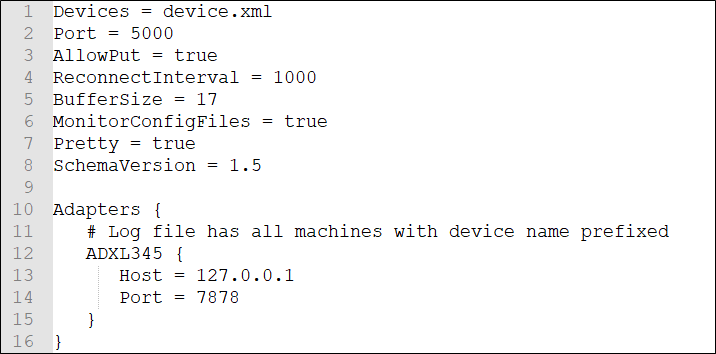 1 Devices = device.xml
2 Port = 5000
3 AllowPut = true
4 ReconnectInterval = 1000
5 BufferSize = 17
6 MonitorConfigFiles = true
7 Pretty = true
8 SchemaVersion = 1.5
9
10 Adapters {
11    # Log file has all machines with device name prefixed
12    ADXL345 {
13       Host = 127.0.0.1
14       Port = 7878
15    }
16 }